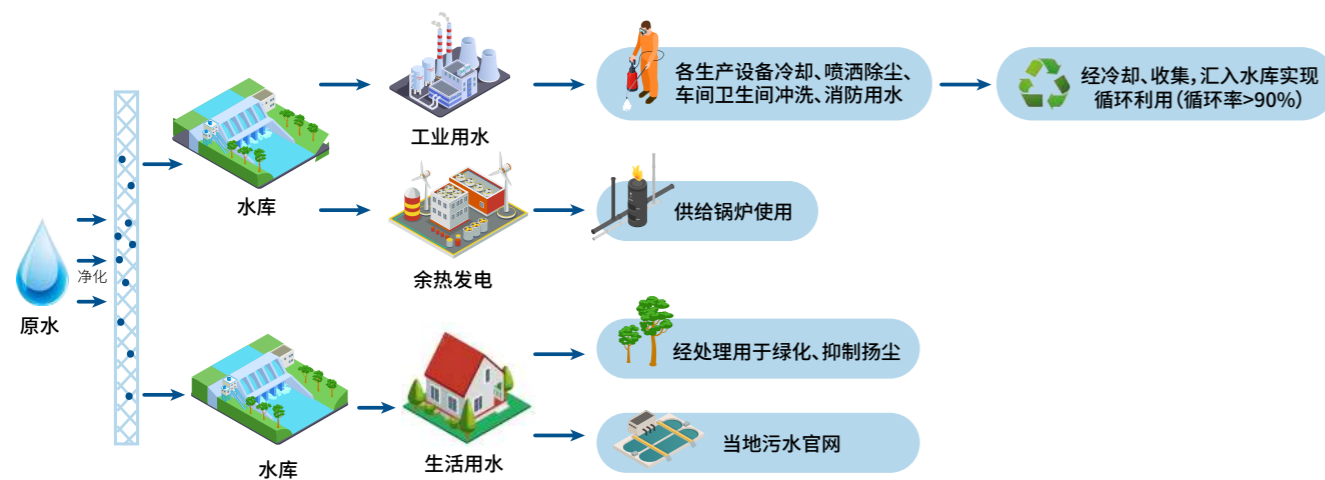 原水
净化
水库
工业用水
各生产设备冷却、喷洒除尘、
车间卫生间冲洗、消防用水
经冷却、收集，汇入水库实现
循环利用（循环率>90%）
余热发电
供给锅炉使用
水库
生活用水
经处理用于绿化、抑制扬尘
当地污水官网